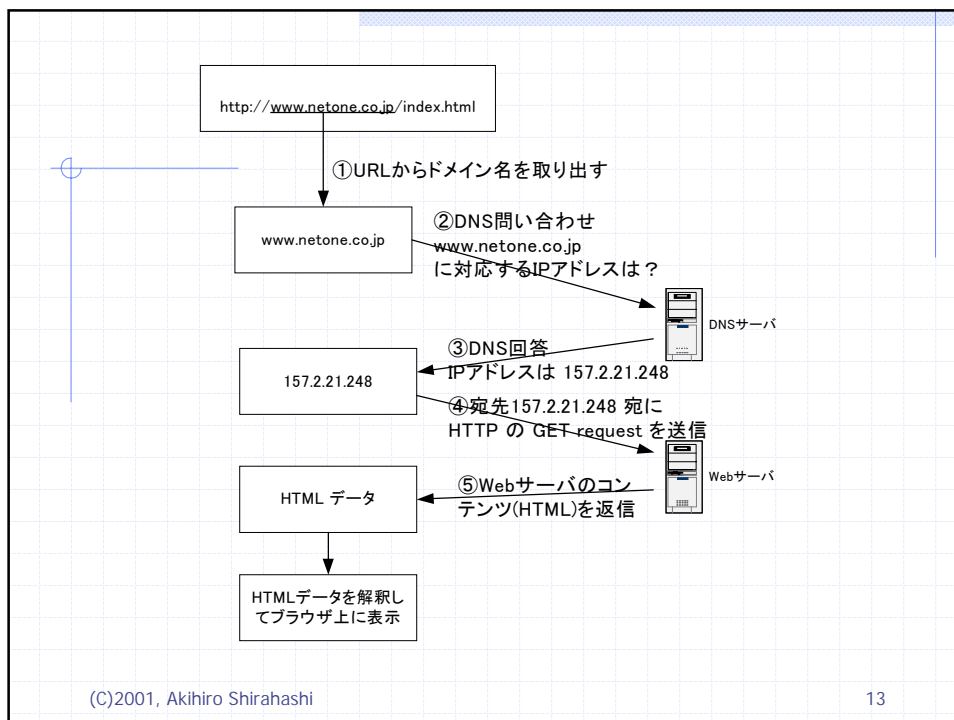 http://www.netone.co.jp/index.html
①URLからドメイン名を取り出す
www.netone.co.jp
②DNS問い合わせ
www.netone.co.jp
に対応するIPアドレスは？
DNSサーバ
③DNS回答
IPアドレスは 157.2.21.248
157.2.21.248
④宛先157.2.21.248 宛に
HTTP の GET request を送信
Webサーバ
⑤Webサーバのコン
テンツ(HTML)を返信
HTML データ
HTMLデータを解釈し
てブラウザ上に表示
(C)2001, Akihiro Shirahashi
13